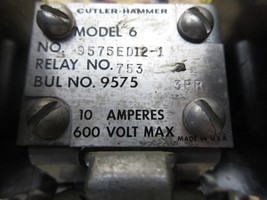 CUTLER-HAMMER
MODEL 6
NO. 9575ED12-1
RELAY NO. 753
BUL NO. 9575 3PR
10 AMPERES
600 VOLT MAX
MADE IN U.S.A.